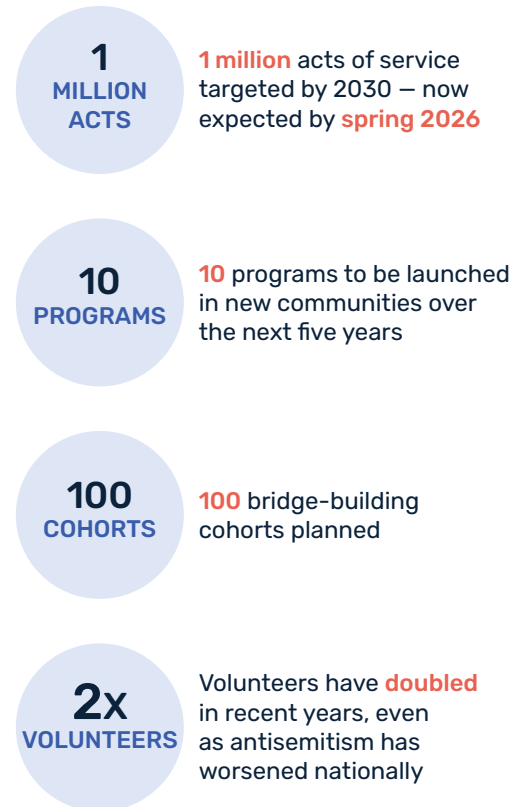 1
MILLION
ACTS
1 million acts of service
targeted by 2030 — now
expected by spring 2026
10
PROGRAMS
10 programs to be launched
in new communities over
the next five years
100
COHORTS
100 bridge-building
cohorts planned
2x
VOLUNTEERS
Volunteers have doubled
in recent years, even
as antisemitism has
worsened nationally